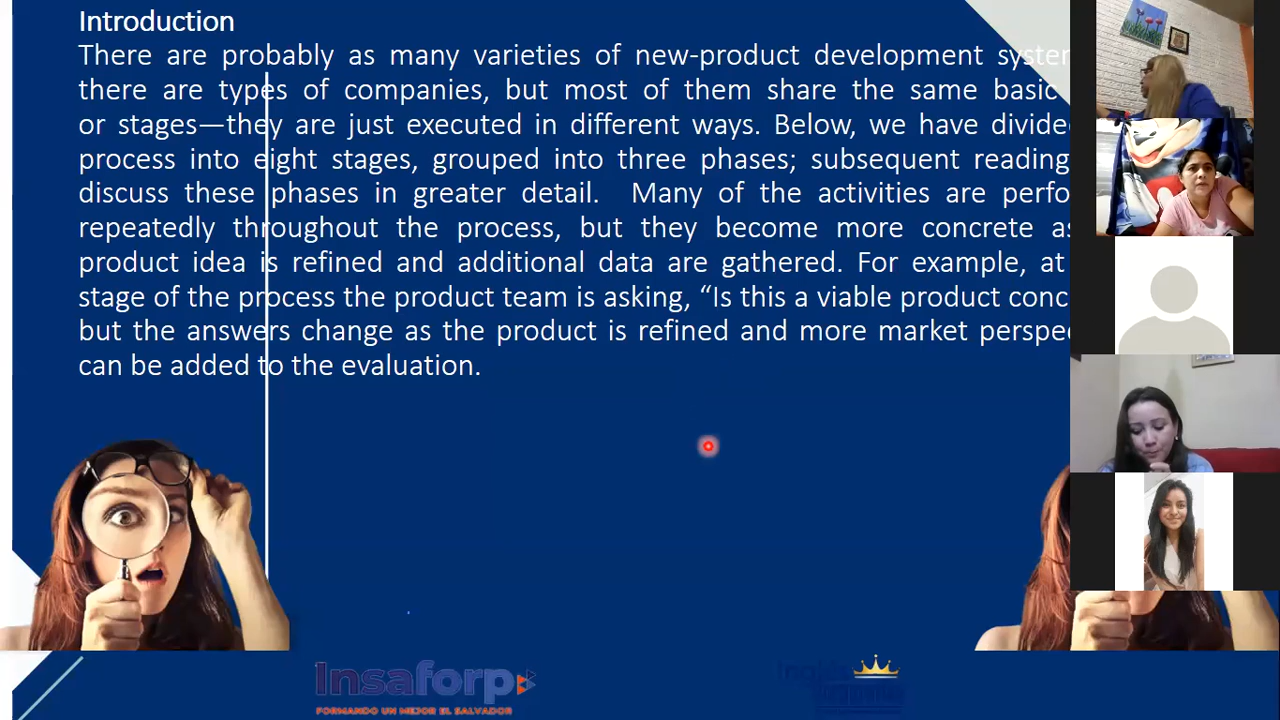 Introduction
There are probably as many varieties of new-product development
there are types of companies, but most of them share the same basic
or stages—they are just executed in different ways. Below, we have
process into eight stages, grouped into three phases; subsequent reading
discuss these phases in greater detail. Many of the activities are
repeatedly throughout the process, but they become more concrete as
product idea is refined and additional data are gathered. For example, at
stage of the process the product team is asking, “Is this a viable product
but the answers change as the product is refined and more market
can be added to the evaluation.
Insaforp
FORMANDO UN MEJOR EL SALVADOR